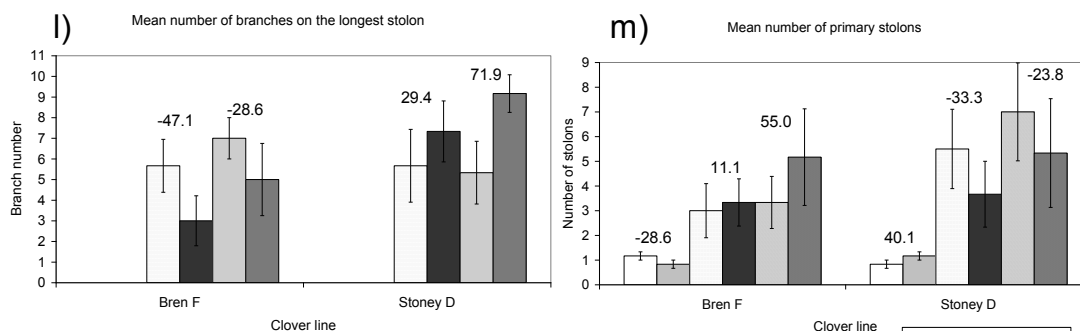 l)
Mean number of branches on the longest stolon
Branch number
11
10
9
8
7
6
5
4
3
2
1
0
-47.1
-28.6
29.4
71.9
Bren F
Stoney D
Clover line
m)
Mean number of primary stolons
Number of stolons
9
8
7
6
5
4
3
2
1
0
-28.6
11.1
55.0
40.1
-33.3
-23.8
Bren F
Stoney D
Clover line